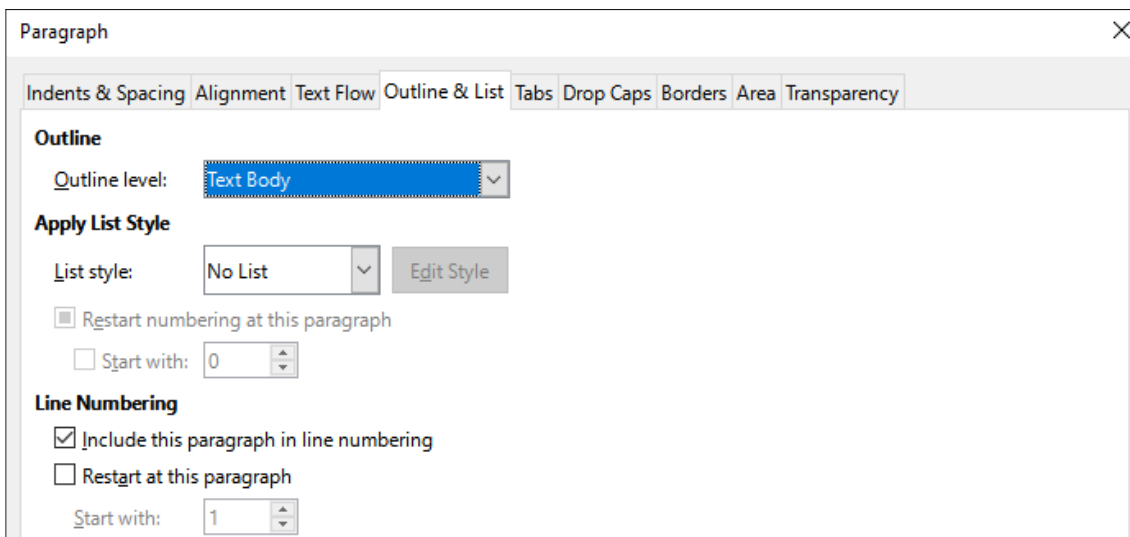 Paragraph
Indents & Spacing Alignment Text Flow Outline & List Tabs Drop Caps Borders Area Transparency
Outline
Outline level: Text Body
Apply List Style
List style: No List Edit Style
Restart numbering at this paragraph
Start with: 0
Line Numbering
Include this paragraph in line numbering
Restart at this paragraph
Start with: 1